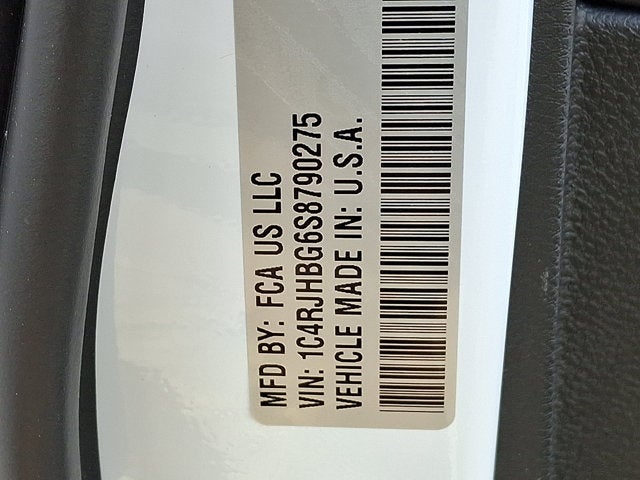 MFD BY: FCA US LLC
VIN: 1C4RJHBG6S8790275
VEHICLE MADE IN: U.S.A.